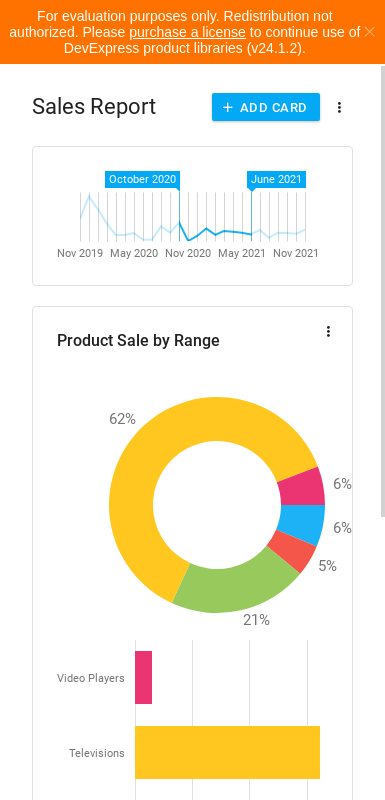 For evaluation purposes only. Redistribution not
authorized. Please purchase a license to continue use of
DevExpress product libraries (v24.1.2).
Sales Report
ADD CARD
October 2020
June 2021
Nov 2019
May 2020
Nov 2020
May 2021
Nov 2021
Product Sale by Range
62%
6%
6%
5%
21%
Video Players
Televisions